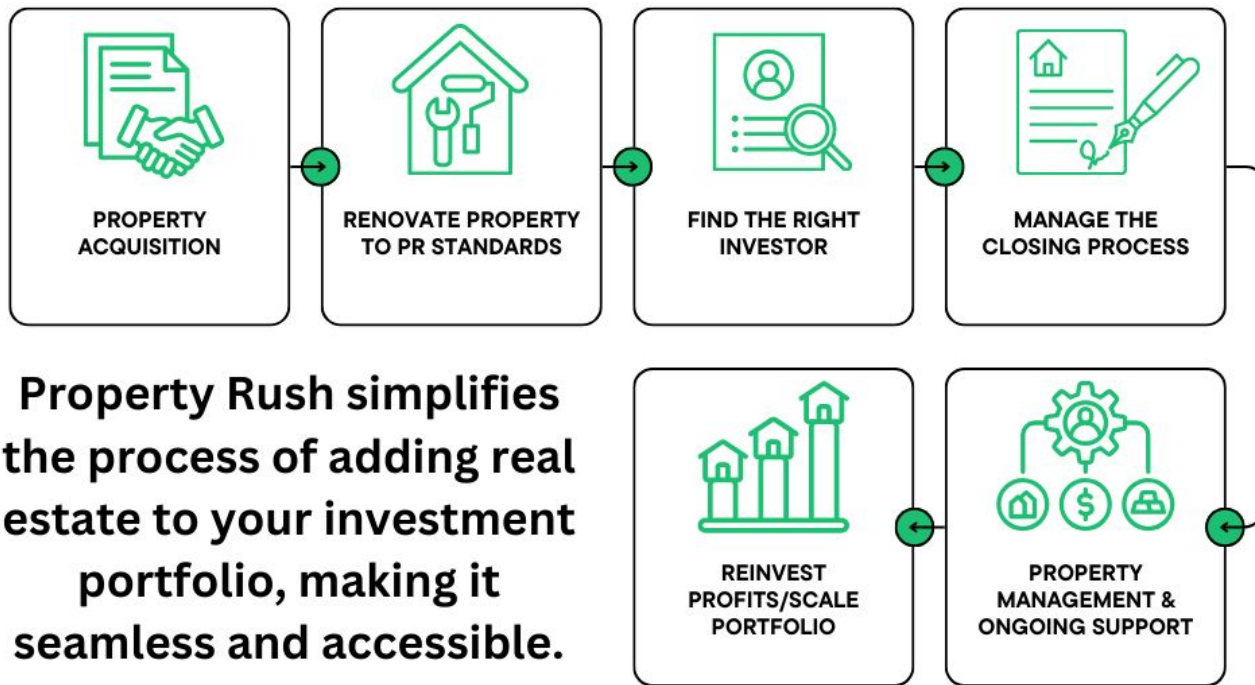 PROPERTY
ACQUISITION
RENOVATE PROPERTY
TO PR STANDARDS
FIND THE RIGHT
INVESTOR
MANAGE THE
CLOSING PROCESS
Property Rush simplifies
the process of adding real
estate to your investment
portfolio, making it
seamless and accessible.
PROPERTY
MANAGEMENT &
ONGOING SUPPORT
REINVEST
PROFITS/SCALE
PORTFOLIO